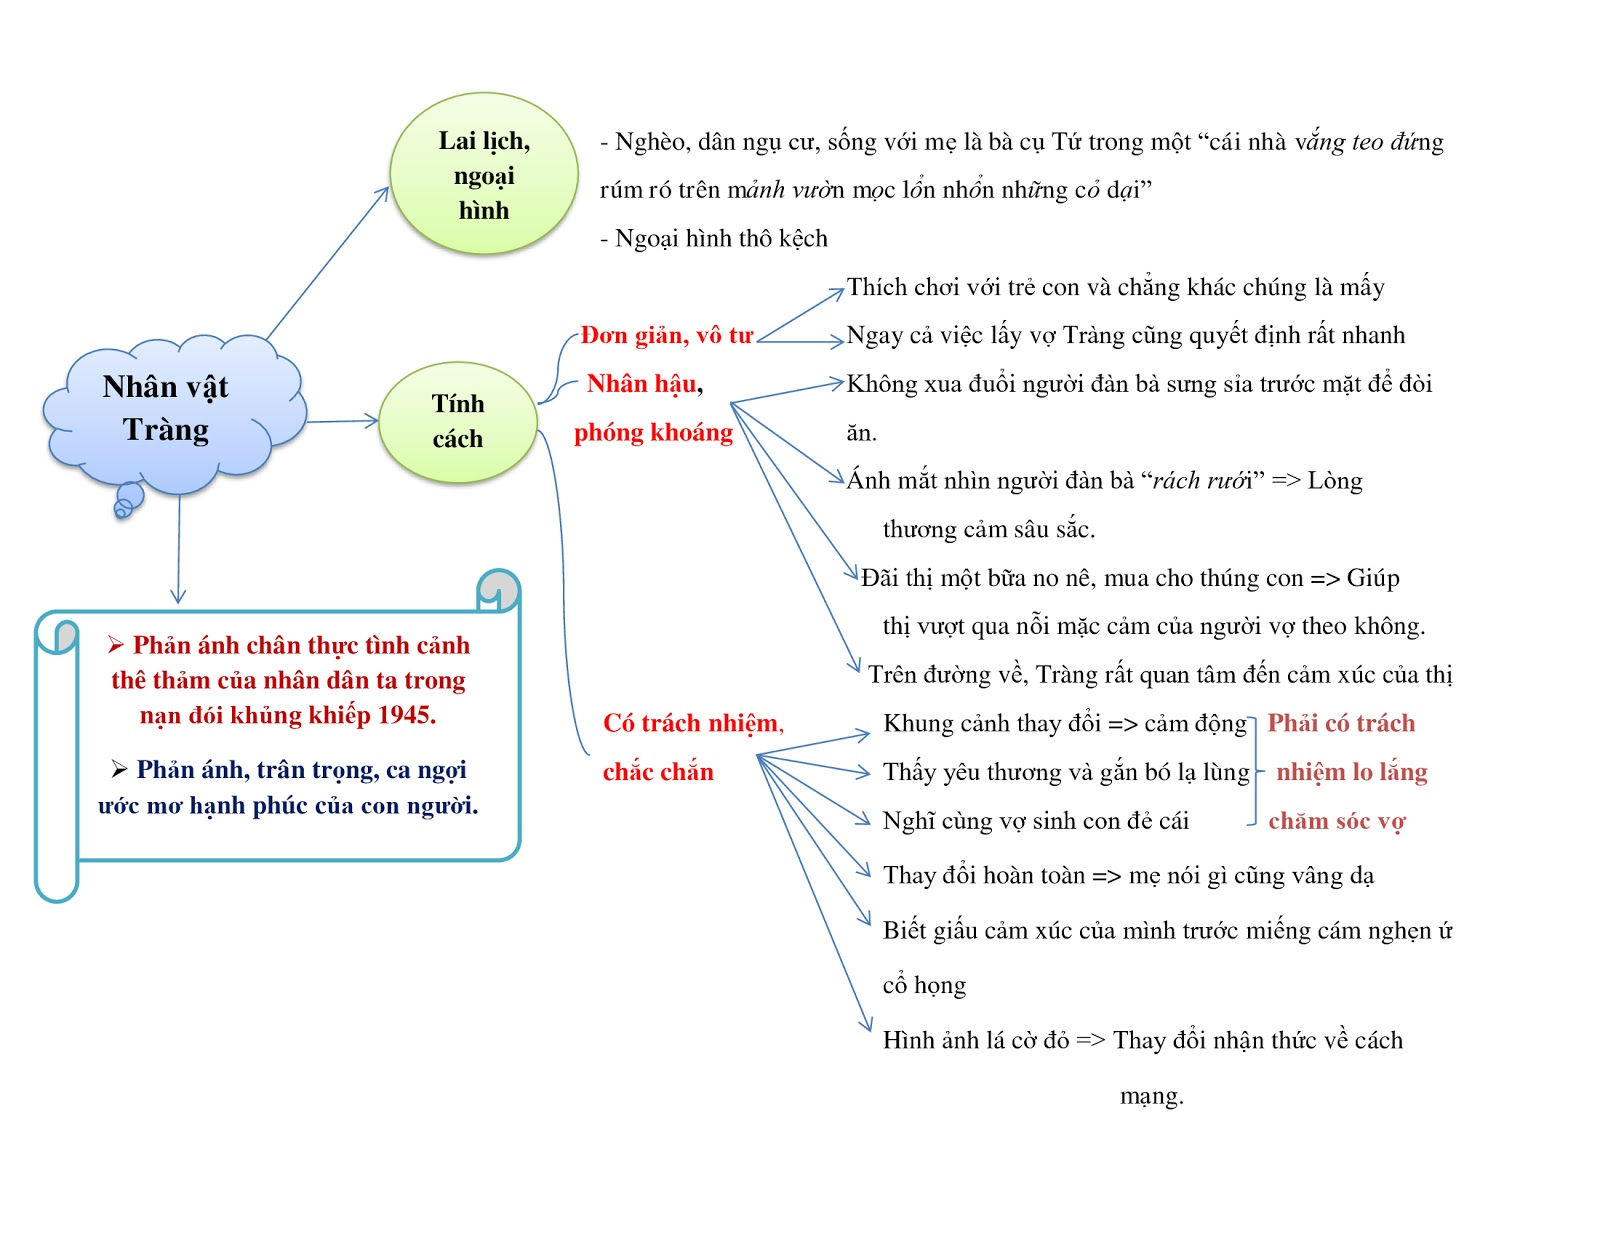 Lai lịch,
ngoại
hình
- Nghèo, dân ngụ cư, sống với mẹ là bà cụ Tứ trong một “cái nhà vắng teo đứng
rúm ró trên mảnh vườn mọc lổn nhổn những cỏ dại”
- Ngoại hình thô kệch
Nhân vật
Tràng
Tính
cách
Đơn giản, vô tư
Thích chơi với trẻ con và chẳng khác chúng là mấy
Ngay cả việc lấy vợ Tràng cũng quyết định rất nhanh
Nhân hậu,
phóng khoáng
Không xua đuổi người đàn bà sưng sỉa trước mặt để đòi
ăn.
Ánh mắt nhìn người đàn bà “rách rưới” => Lòng
thương cảm sâu sắc.
Đãi thị một bữa no nê, mua cho thúng con => Giúp
thị vượt qua nỗi mặc cảm của người vợ theo không.
Trên đường về, Tràng rất quan tâm đến cảm xúc của thị
Có trách nhiệm,
chắc chắn
Khung cảnh thay đổi => cảm động
Thấy yêu thương và gắn bó lạ lùng
Nghĩ cùng vợ sinh con đẻ cái
Phải có trách
nhiệm lo lắng
chăm sóc vợ
Thay đổi hoàn toàn => mẹ nói gì cũng vâng dạ
Biết giấu cảm xúc của mình trước miếng cám nghẹn ứ
cổ họng
Hình ảnh lá cờ đỏ => Thay đổi nhận thức về cách
mạng.
➢ Phản ánh chân thực tình cảnh
thê thảm của nhân dân ta trong
nạn đói khủng khiếp 1945.
➢ Phản ánh, trân trọng, ca ngợi
ước mơ hạnh phúc của con người.